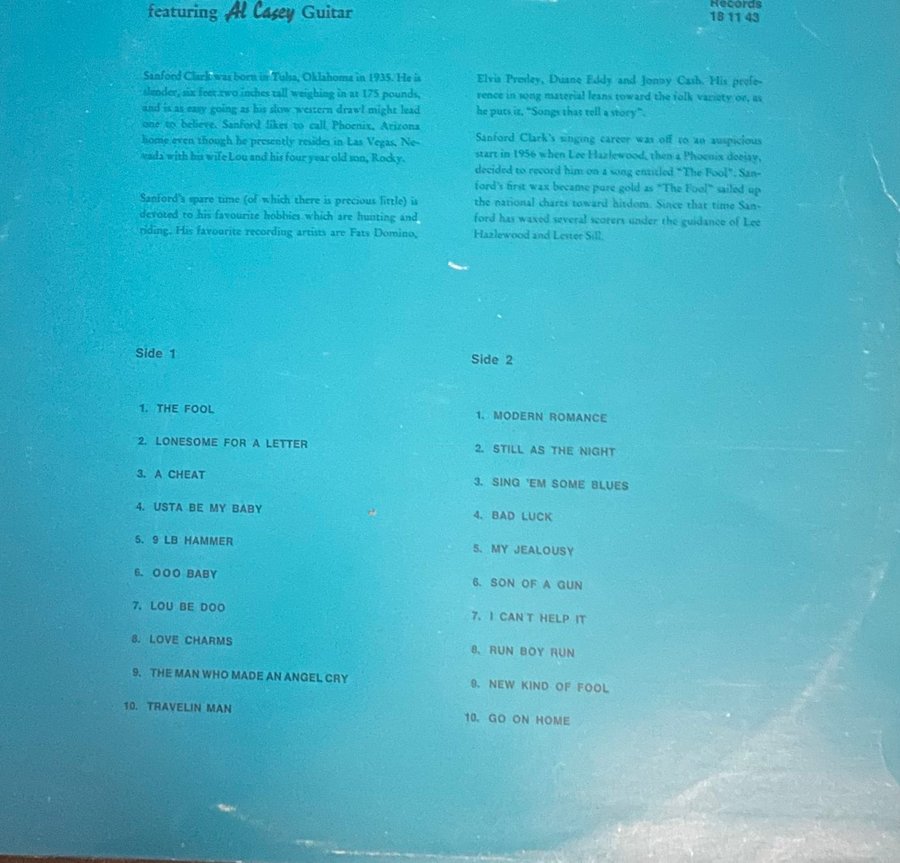 featuring Al Casey Guitar
Records
18 11 43
Sanford Clark was born in Tulsa, Oklahoma in 1935. He is
slender, six feet two inches tall weighing in at 175 pounds,
and is as easy going as his slow western drawl might lead
one to believe. Sanford likes to call Phoenix, Arizona
home even though he presently resides in Las Vegas, Ne-
vada with his wife Lou and his four year old son, Rocky.
Sanford's spare time (of which there is precious little) is
devoted to his favourite hobbies which are hunting and
riding. His favourite recording artists are Fats Domino,
Elvis Presley, Duane Eddy and Jonny Cash. His prefe-
rence in song material leans toward the folk variety or, as
he puts it, "Songs that tell a story".
Sanford Clark's singing career was off to an auspicious
start in 1956 when Lee Hazlewood, then a Phoenix deejay,
decided to record him on a song entitled "The Fool". San-
ford's first wax became pure gold as "The Fool" sailed up
the national charts toward hitdom. Since that time San-
ford has waxed several scorers under the guidance of Lee
Hazlewood and Lester Sill.
Side 1
1. THE FOOL
2. LONESOME FOR A LETTER
3. A CHEAT
4. USTA BE MY BABY
5. 9 LB HAMMER
6. OOO BABY
7. LOU BE DOO
8. LOVE CHARMS
9. THE MAN WHO MADE AN ANGEL CRY
10. TRAVELIN MAN
Side 2
1. MODERN ROMANCE
2. STILL AS THE NIGHT
3. SING 'EM SOME BLUES
4. BAD LUCK
5. MY JEALOUSY
6. SON OF A GUN
7. I CAN T HELP IT
8. RUN BOY RUN
9. NEW KIND OF FOOL
10. GO ON HOME